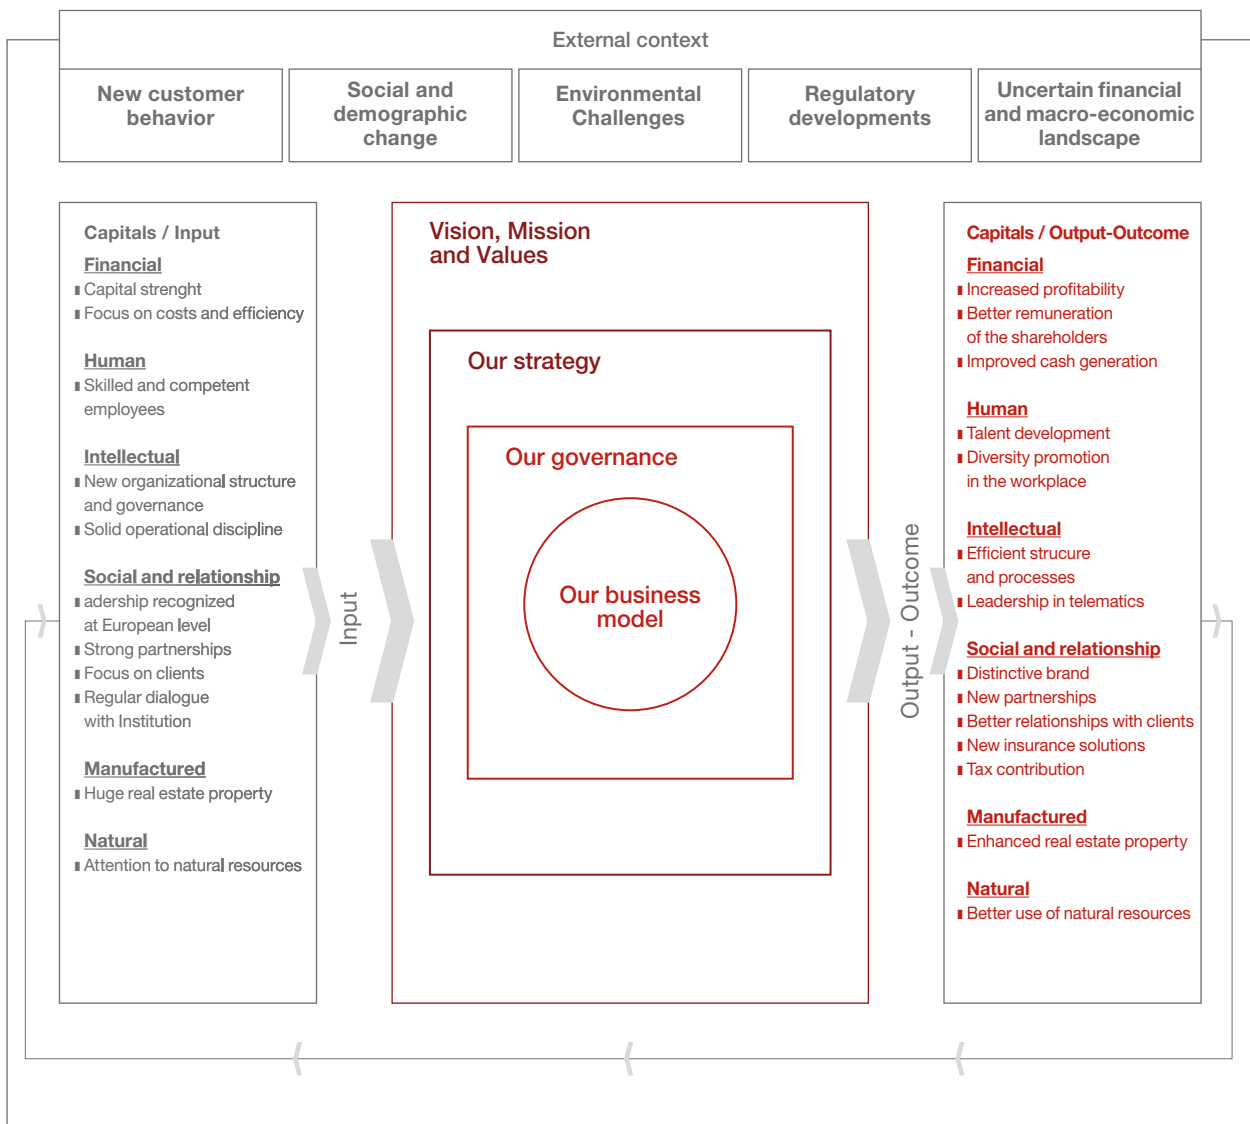 External context
New customer
behavior
Social and
demographic
change
Environmental
Challenges
Regulatory
developments
Uncertain financial
and macro-economic
landscape
Capitals / Input
Financial
Capital strenght
Focus on costs and efficiency
Human
Skilled and competent
employees
Intellectual
New organizational structure
and governance
Solid operational discipline
Social and relationship
adership recognized
at European level
Strong partnerships
Focus on clients
Regular dialogue
with Institution
Manufactured
Huge real estate property
Natural
Attention to natural resources
Input
Vision, Mission
and Values
Our strategy
Our governance
Our business
model
Output - Outcome
Capitals / Output-Outcome
Financial
Increased profitability
Better remuneration
of the shareholders
Improved cash generation
Human
Talent development
Diversity promotion
in the workplace
Intellectual
Efficient strucure
and processes
Leadership in telematics
Social and relationship
Distinctive brand
New partnerships
Better relationships with clients
New insurance solutions
Tax contribution
Manufactured
Enhanced real estate property
Natural
Better use of natural resources